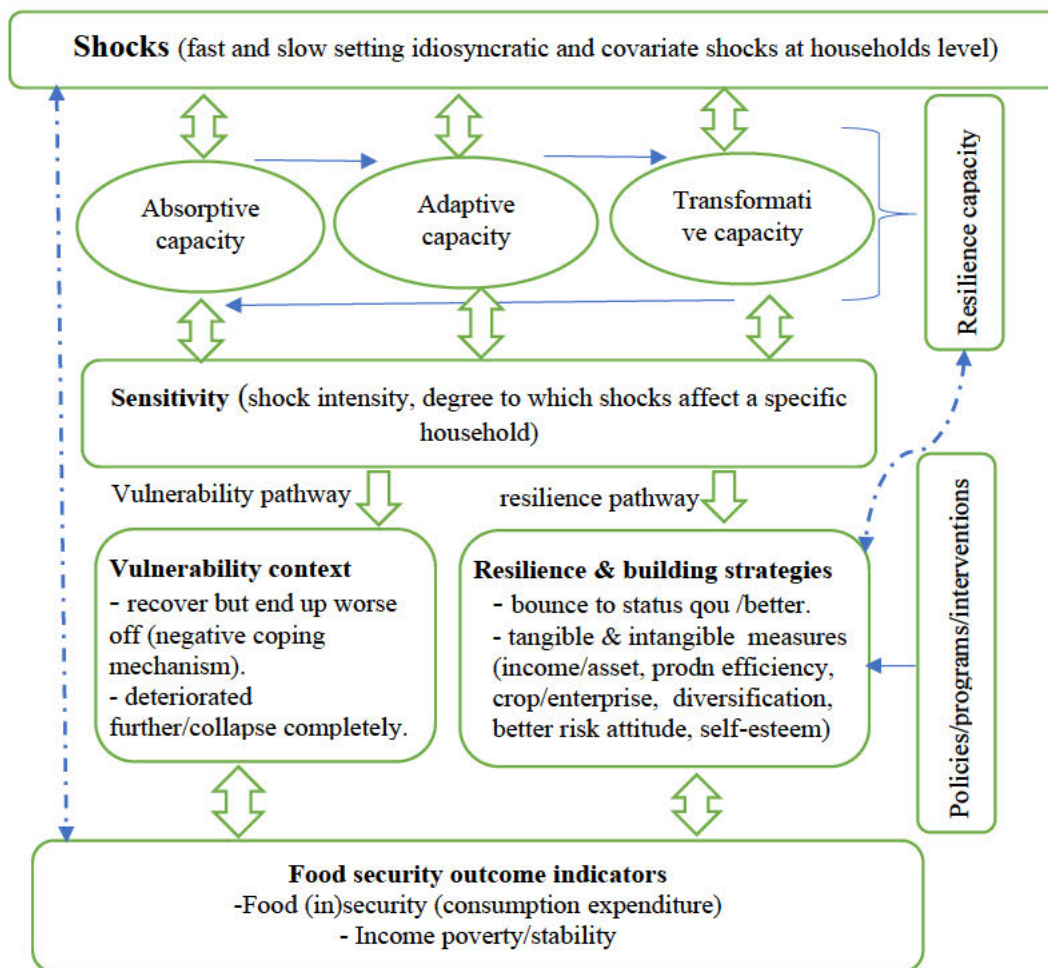 Shocks (fast and slow setting idiosyncratic and covariate shocks at households level)
Absorptive
capacity
Adaptive
capacity
Transformati
ve capacity
Resilience capacity
Sensitivity (shock intensity, degree to which shocks affect a specific
household)
Vulnerability pathway
resilience pathway
Vulnerability context
- recover but end up worse
off (negative coping
mechanism).
- deteriorated
further/collapse completely.
Resilience & building strategies
- bounce to status qou /better.
- tangible & intangible measures
(income/asset, prodn efficiency,
crop/enterprise, diversification,
better risk attitude, self-esteem)
Policies/programs/interventions
Food security outcome indicators
-Food (in)security (consumption expenditure)
- Income poverty/stability